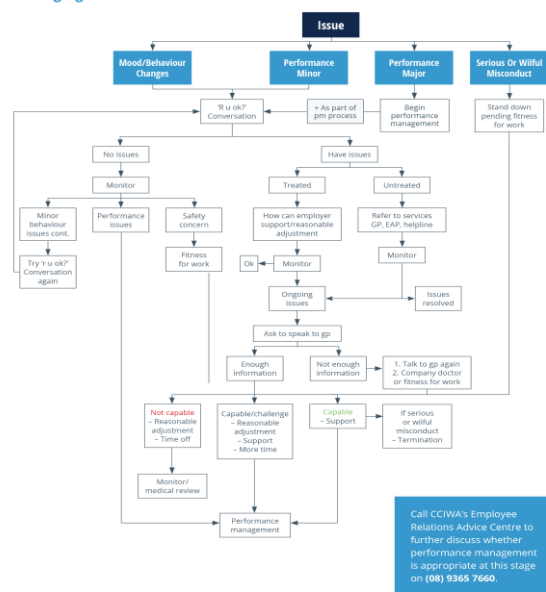 Issue
Mood/Behaviour
Changes
Performance
Minor
Performance
Major
Serious Or Wilful
Misconduct
'R u ok?'
Conversation
+ As part of
pm process
Begin
performance
management
Stand down
pending fitness
for work
No issues
Have issues
Monitor
Treated
Untreated
Minor
behaviour
issues cont.
Performance
issues
Safety
concern
How can employer
support/reasonable
adjustment
Refer to services
GP, EAP, helpline
Try 'r u ok?'
Conversation
again
Fitness
for work
Ok
Monitor
Monitor
Ongoing
issues
Issues
resolved
Ask to speak to gp
Enough
information
Not enough
information
1. Talk to gp again
2. Company doctor
or fitness for work
Not capable
– Reasonable
adjustment
– Time off
Capable/challenge
– Reasonable
adjustment
– Support
– More time
Capable
– Support
If serious
or wilful
misconduct
– Termination
Monitor/
medical review
Performance
management
Call CCIWA's Employee
Relations Advice Centre to
further discuss whether
performance management
is appropriate at this stage
on (08) 9365 7660.